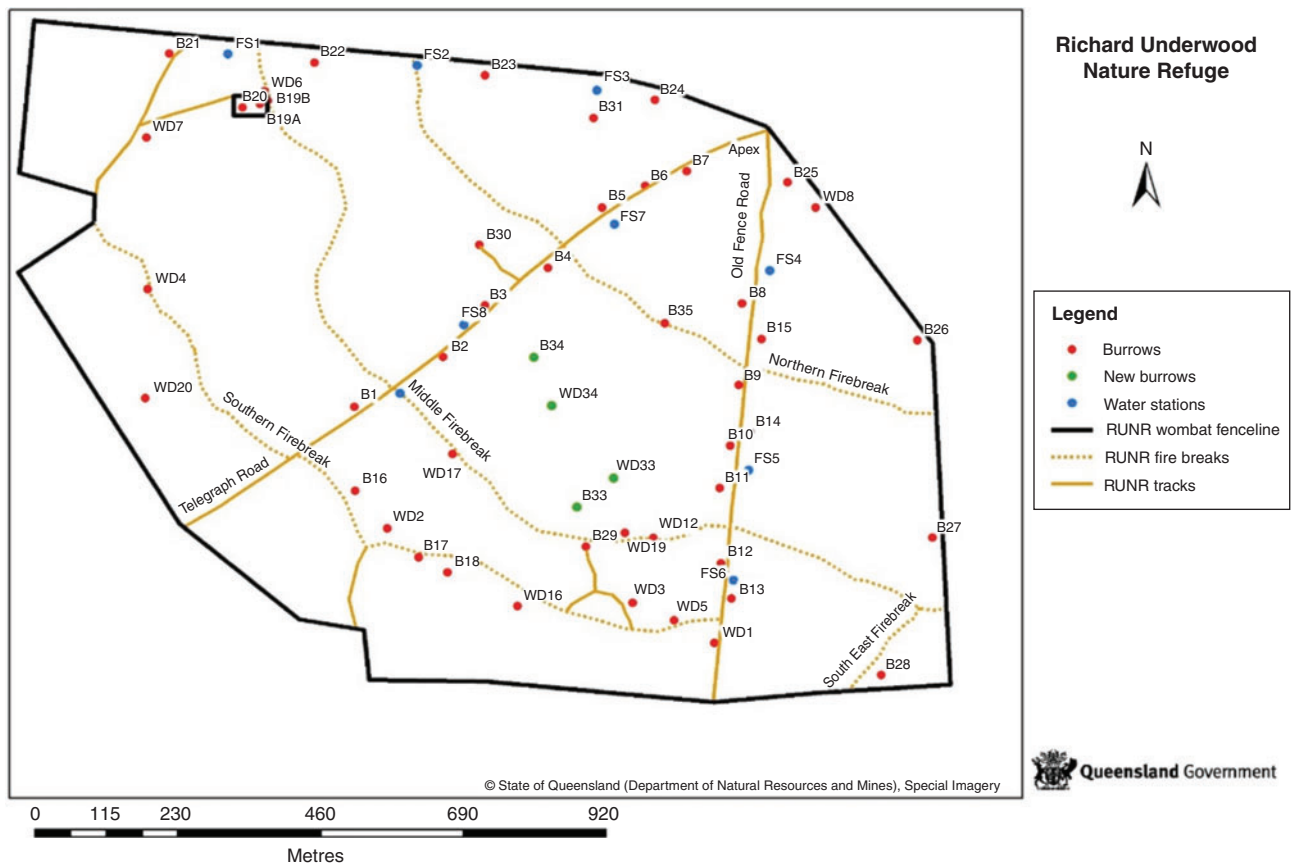 Richard Underwood
Nature Refuge
N
B21
FS1
B22
FS2
B23
FS3
B24
WD6
B20
B19B
B19A
B31
WD7
Apex
B7
B6
B25
WD8
B5
FS7
Old Fence Road
B30
B4
FS4
WD4
B3
FS8
B8
B35
B15
B26
B2
B34
Northern Firebreak
B9
WD20
B1
WD34
Southern Firebreak
Middle Firebreak
B14
B10
WD17
FS5
Telegraph Road
B16
WD33
B11
B33
WD2
WD12
B29
WD19
B27
B17
B18
B12
FS6
B13
WD16
WD3
WD5
WD1
South East Firebreak
B28
Legend
Burrows
New burrows
Water stations
RUNR wombat fenceline
RUNR fire breaks
RUNR tracks
© State of Queensland (Department of Natural Resources and Mines), Special Imagery
Queensland Government
0 115 230 460 690 920
Metres